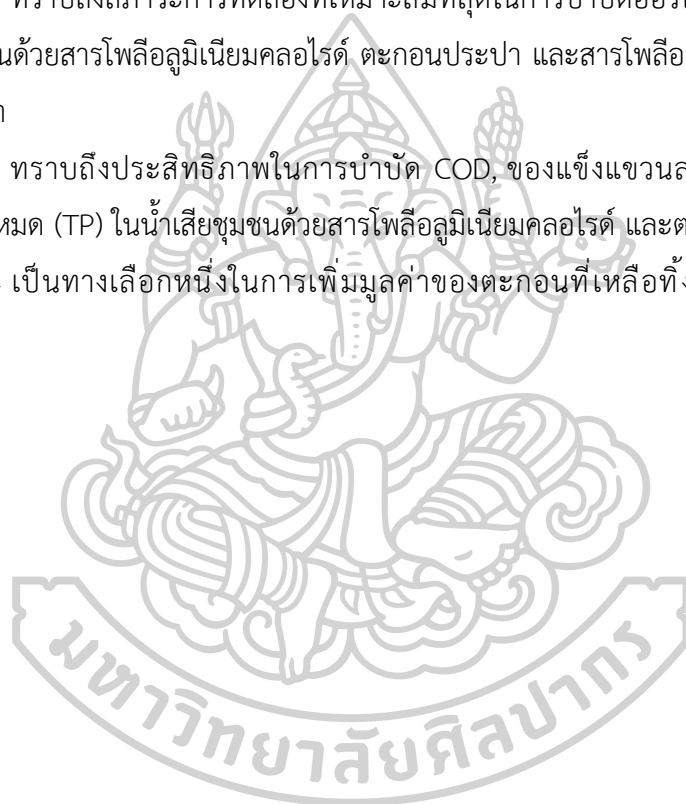 ทราบถึงสภาวะการทดลองที่เหมาะสมที่สุดในการบำบัดออร์
นด้วยสารโพลีอลูมิเนียมคลอไรด์ ตะกอนประปา และสารโพลีอ
ทราบถึงประสิทธิภาพในการบำบัด COD, ของแข็งแขวนล
หมด (TP) ในน้ำเสียชุมชนด้วยสารโพลีอลูมิเนียมคลอไรด์ และต
เป็นทางเลือกหนึ่งในการเพิ่มมูลค่าของตะกอนที่เหลือทิ้ง
มหาวิทยาลัยศิลปากร